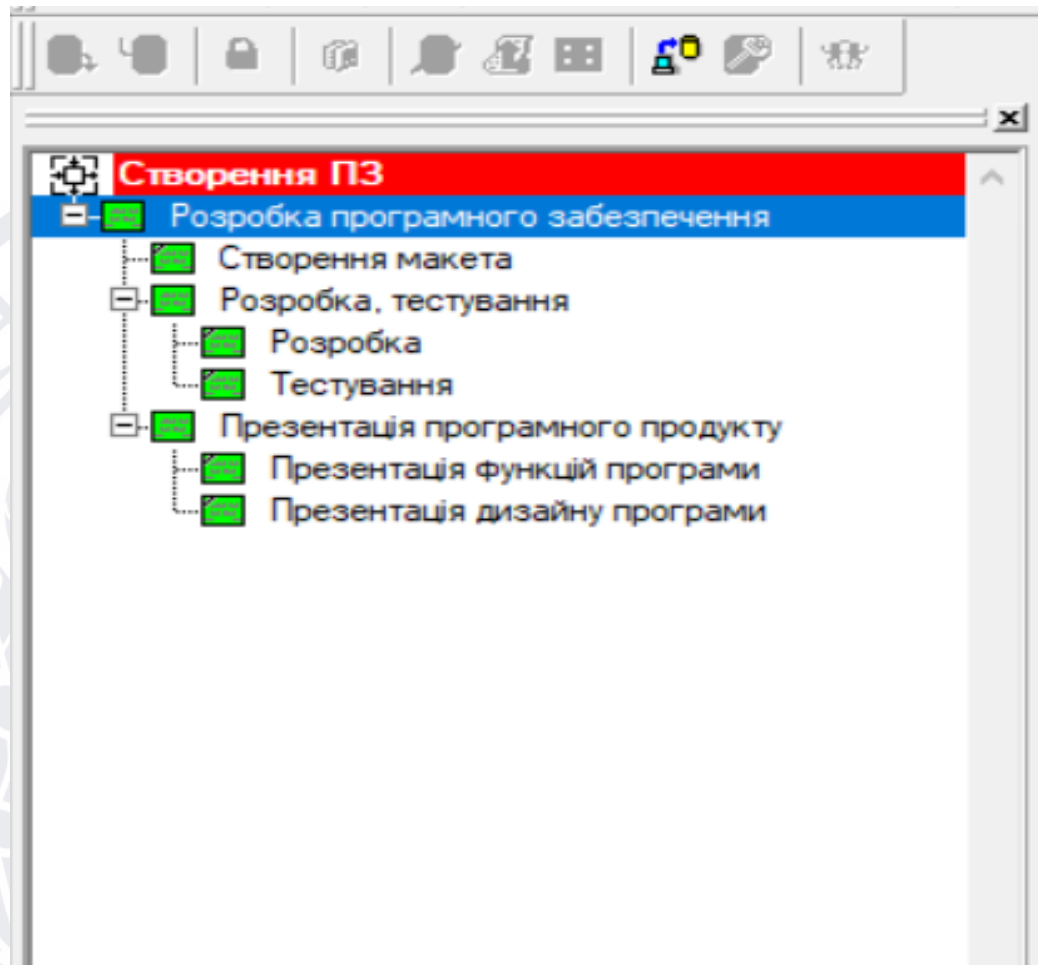 Створення ПЗ
Розробка програмного забезпечення
Створення макета
Розробка, тестування
Розробка
Тестування
Презентація програмного продукту
Презентація функцій програми
Презентація дизайну програми